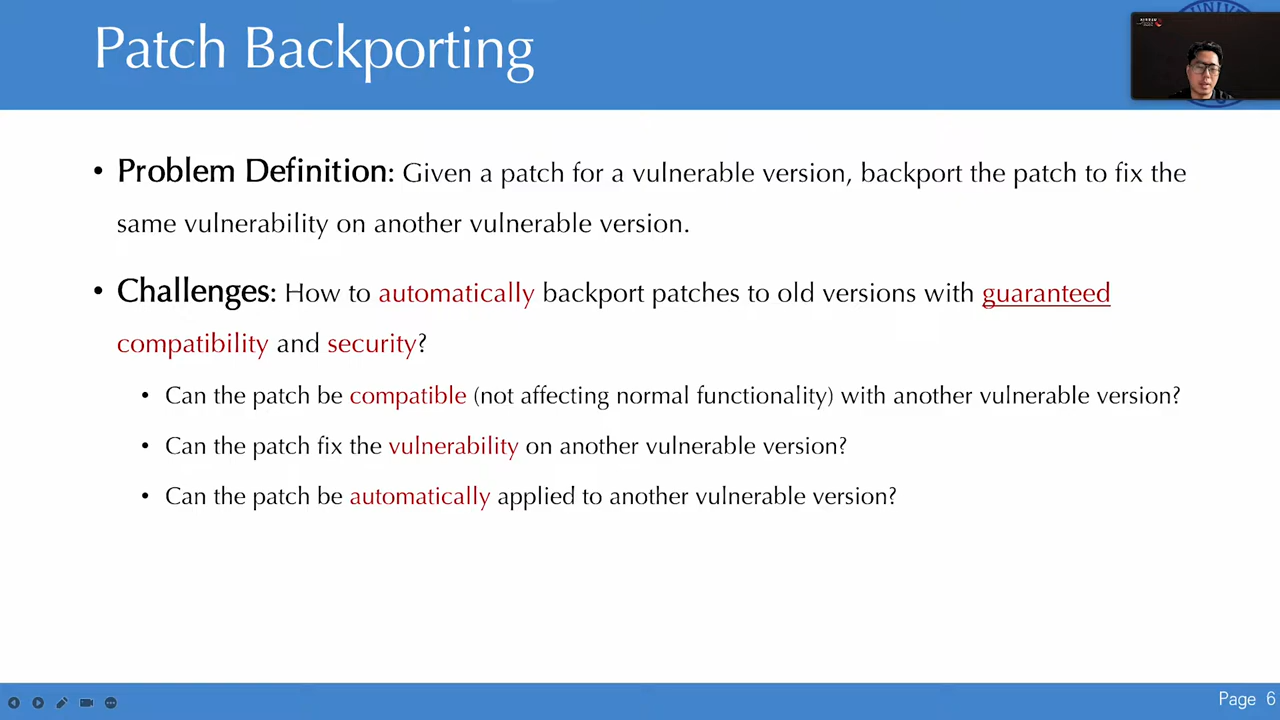 Patch Backporting
UNIV
• Problem Definition: Given a patch for a vulnerable version, backport the patch to fix the
same vulnerability on another vulnerable version.
• Challenges: How to automatically backport patches to old versions with guaranteed
compatibility and security?
• Can the patch be compatible (not affecting normal functionality) with another vulnerable version?
• Can the patch fix the vulnerability on another vulnerable version?
• Can the patch be automatically applied to another vulnerable version?
Page 6